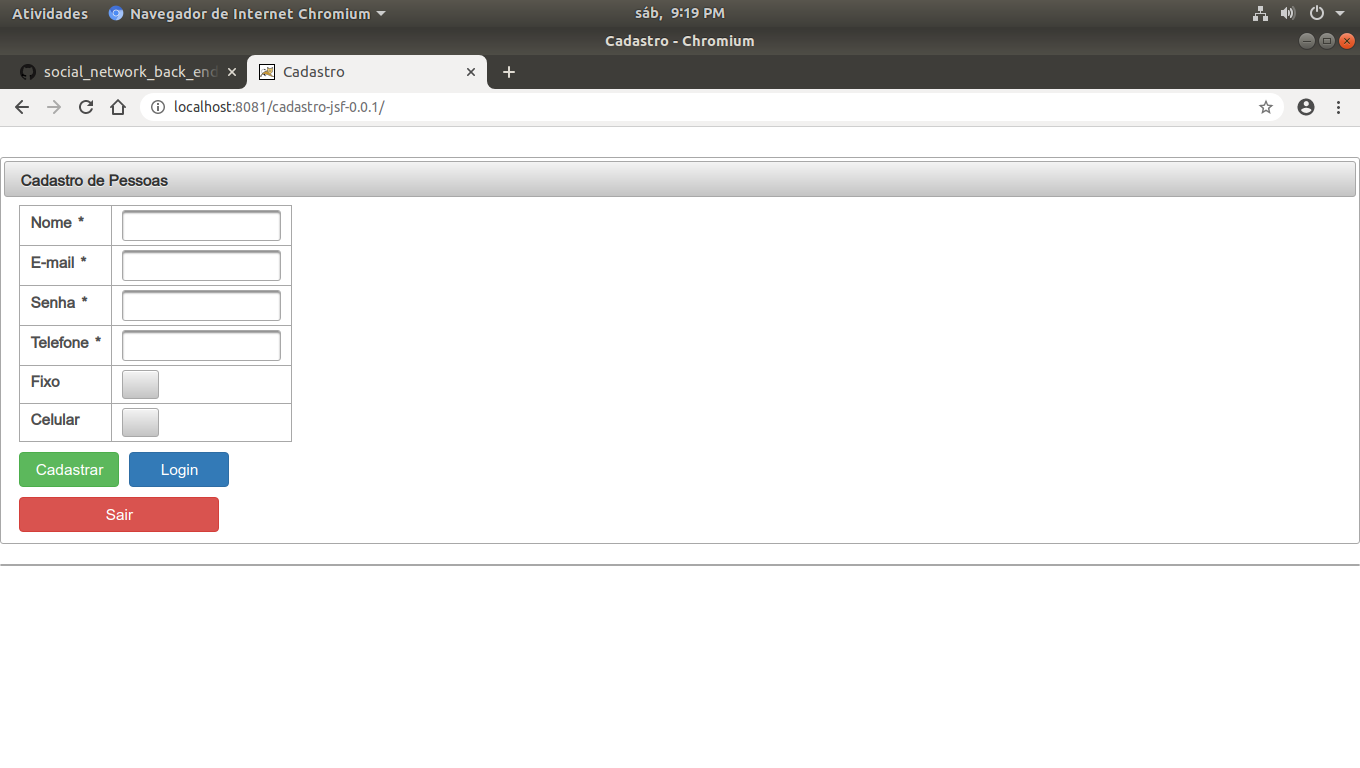 Atividades Navegador de Internet Chromium sáb, 9:19 PM
Cadastro - Chromium
social_network_back_end Cadastro
localhost:8081/cadastro-jsf-0.0.1/
Cadastro de Pessoas
Nome *
E-mail *
Senha *
Telefone *
Fixo
Celular
Cadastrar Login
Sair